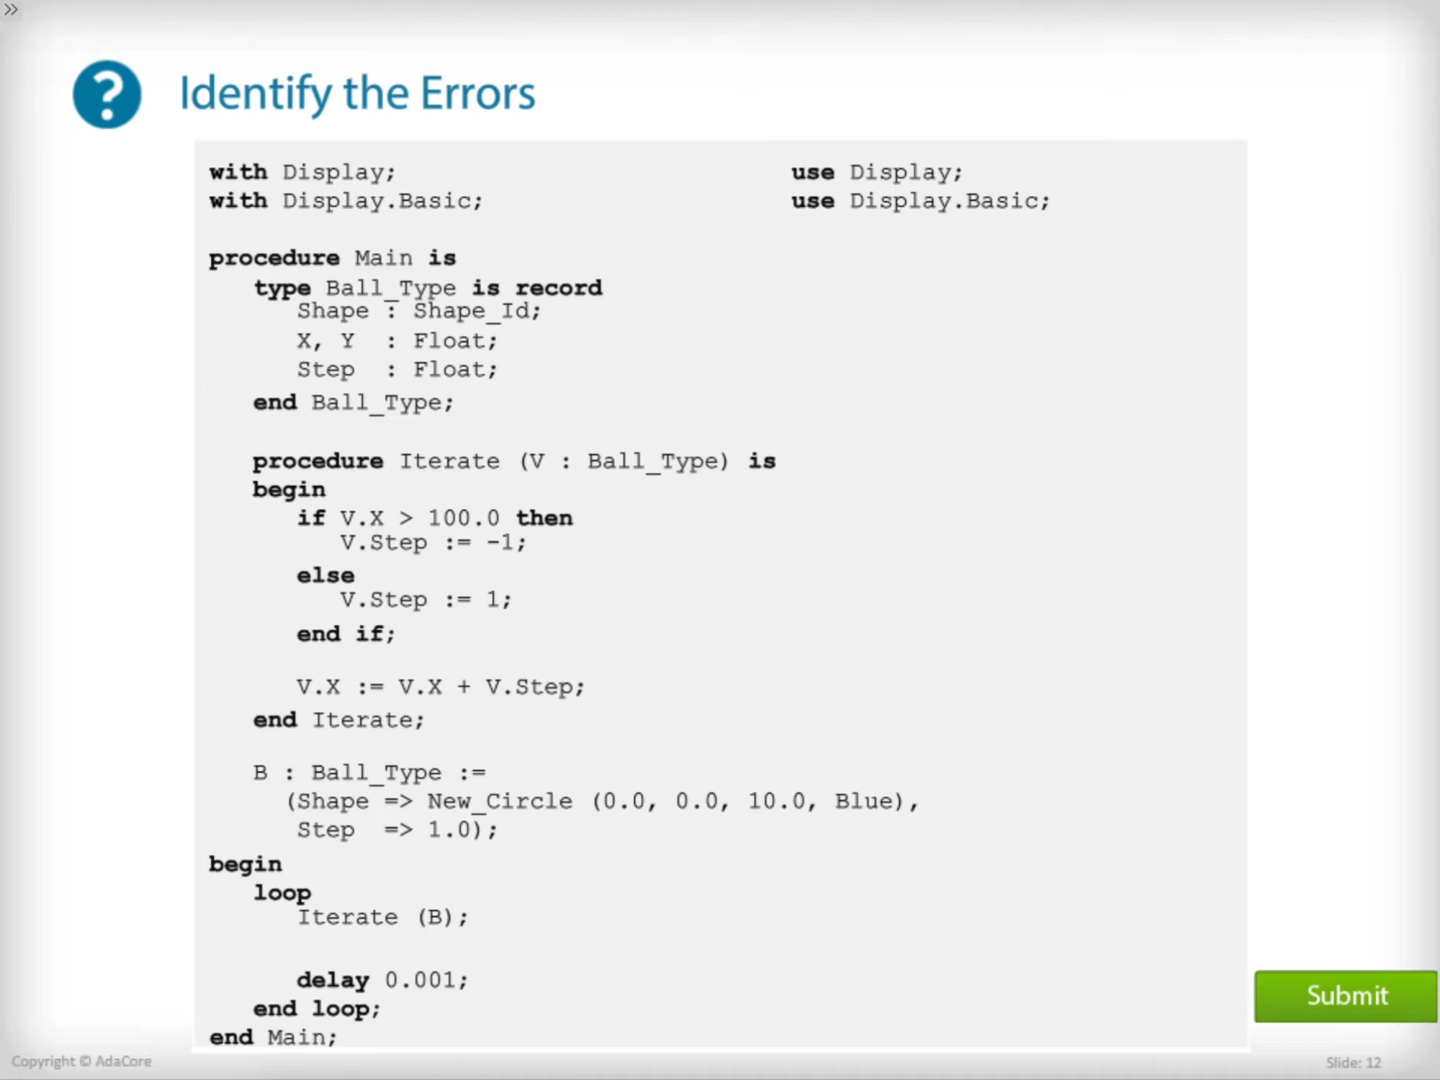 »
? Identify the Errors
with Display; use Display;
with Display.Basic; use Display.Basic;
procedure Main is
type Ball_Type is record
Shape : Shape_Id;
X, Y : Float;
Step : Float;
end Ball_Type;
procedure Iterate (V : Ball_Type) is
begin
if V.X > 100.0 then
V.Step := -1;
else
V.Step := 1;
end if;
V.X := V.X + V.Step;
end Iterate;
B : Ball_Type :=
(Shape => New_Circle (0.0, 0.0, 10.0, Blue),
Step => 1.0);
begin
loop
Iterate (B);
delay 0.001;
end loop;
end Main;
Submit
Copyright © AdaCore
Slide: 12